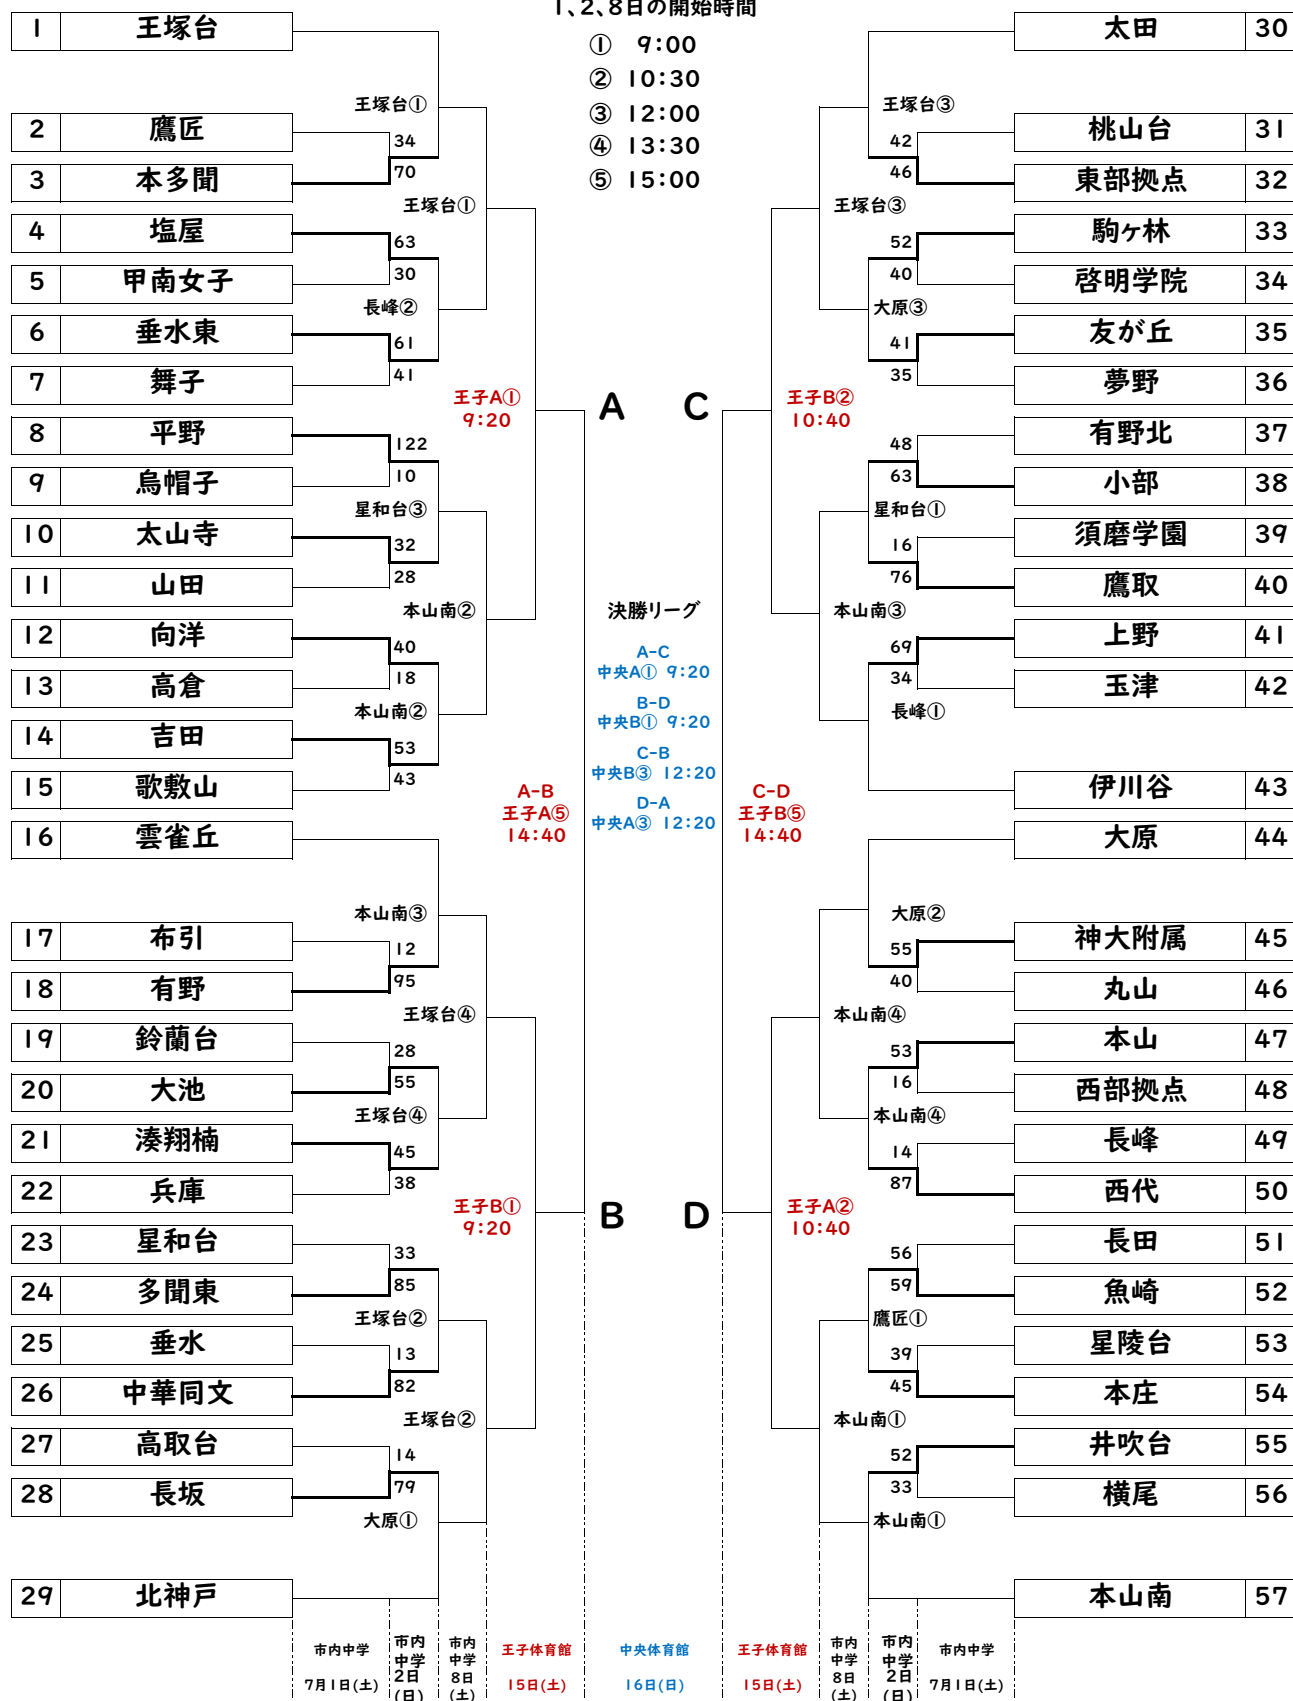 1、2、8日の開始時間
① 9:00
② 10:30
③ 12:00
④ 13:30
⑤ 15:00
1 王塚台
王塚台①
2 鷹匠
34
70
3 本多聞
王塚台①
4 塩屋
63
30
5 甲南女子
長峰②
6 垂水東
61
41
7 舞子
王子A①
9:20
A
8 平野
122
10
9 烏帽子
星和台③
10 太山寺
32
28
11 山田
本山南②
12 向洋
40
18
13 高倉
本山南②
14 吉田
53
43
15 歌敷山
A-B
王子A⑤
14:40
16 雲雀丘
本山南③
17 布引
12
95
18 有野
王塚台④
19 鈴蘭台
28
55
20 大池
王塚台④
21 湊翔楠
45
38
22 兵庫
王子B①
9:20
B
23 星和台
33
85
24 多聞東
王塚台②
25 垂水
13
82
26 中華同文
王塚台②
27 高取台
14
79
28 長坂
大原①
29 北神戸
決勝リーグ
A-C
中央A① 9:20
B-D
中央B① 9:20
C-B
中央B③ 12:20
D-A
中央A③ 12:20
太田 30
王塚台③
桃山台 31
42
46
東部拠点 32
王塚台③
駒ヶ林 33
52
40
啓明学院 34
大原③
友が丘 35
41
35
夢野 36
C
王子B②
10:40
有野北 37
48
63
小部 38
星和台①
須磨学園 39
16
76
鷹取 40
本山南③
上野 41
69
34
玉津 42
長峰①
伊川谷 43
C-D
王子B⑤
14:40
大原 44
大原②
神大附属 45
55
40
丸山 46
本山南④
本山 47
53
16
西部拠点 48
本山南④
長峰 49
14
87
西代 50
D
王子A②
10:40
長田 51
56
59
魚崎 52
鷹匠①
星陵台 53
39
45
本庄 54
本山南①
井吹台 55
52
33
横尾 56
本山南①
本山南 57
市内中学
7月1日(土)
市内
中学
2日
(日)
市内
中学
8日
(土)
王子体育館
15日(土)
中央体育館
16日(日)
王子体育館
15日(土)
市内
中学
8日
(土)
市内
中学
2日
(日)
市内中学
7月1日(土)